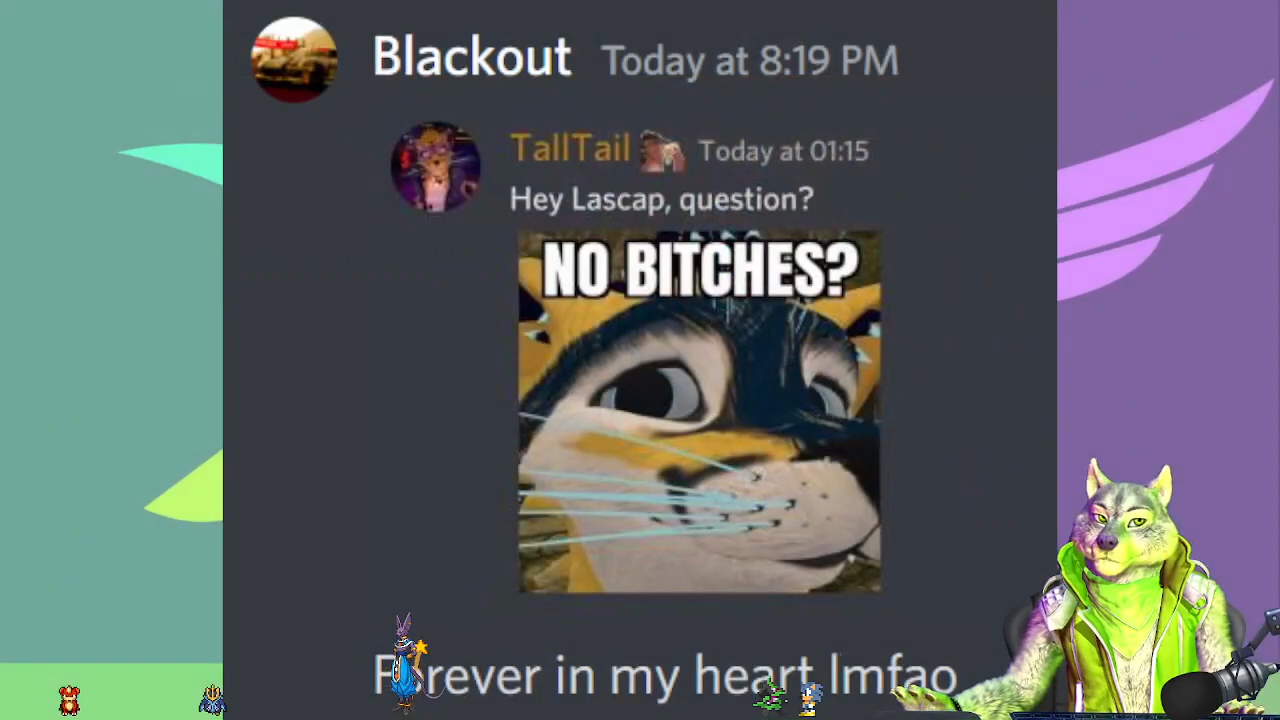 Blackout Today at 8:19 PM
TallTail Today at 01:15
Hey Lascap, question?
NO BITCHES?
Forever in my heart lmfao